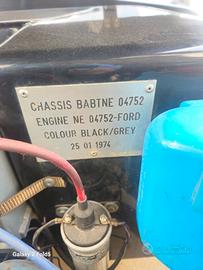 CHASSIS BABTNE 04752
ENGINE NE 04752-FORD
COLOUR BLACK/GREY
25 01 1974
Galaxy Z Fold5